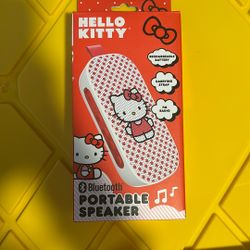 HELLO
KITTY
RECHARGEABLE
BATTERY
CARRYING
STRAP
FM RADIO
Bluetooth
PORTABLE
SPEAKER